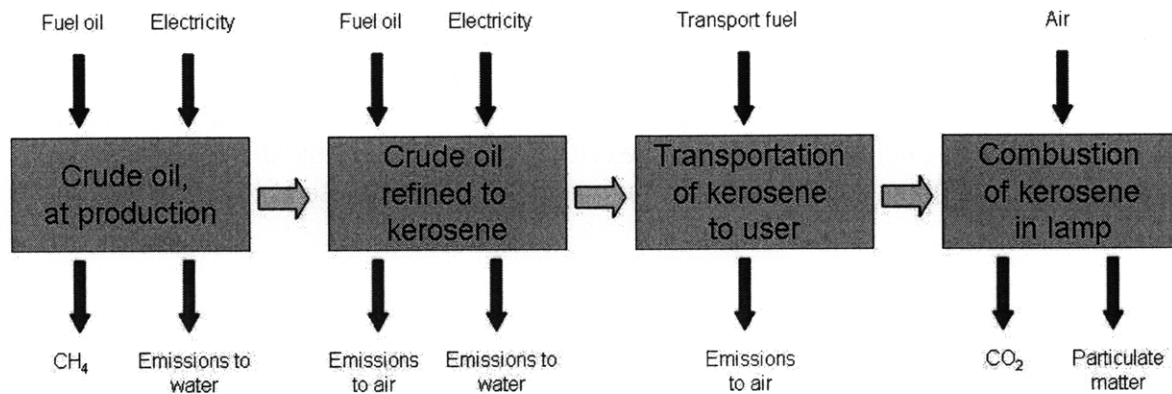 Fuel oil
Electricity
Fuel oil
Electricity
Transport fuel
Air
Crude oil,
at production
Crude oil
refined to
kerosene
Transportation
of kerosene
to user
Combustion
of kerosene
in lamp
CH₄
Emissions to
water
Emissions
to air
Emissions to
water
Emissions
to air
CO₂
Particulate
matter